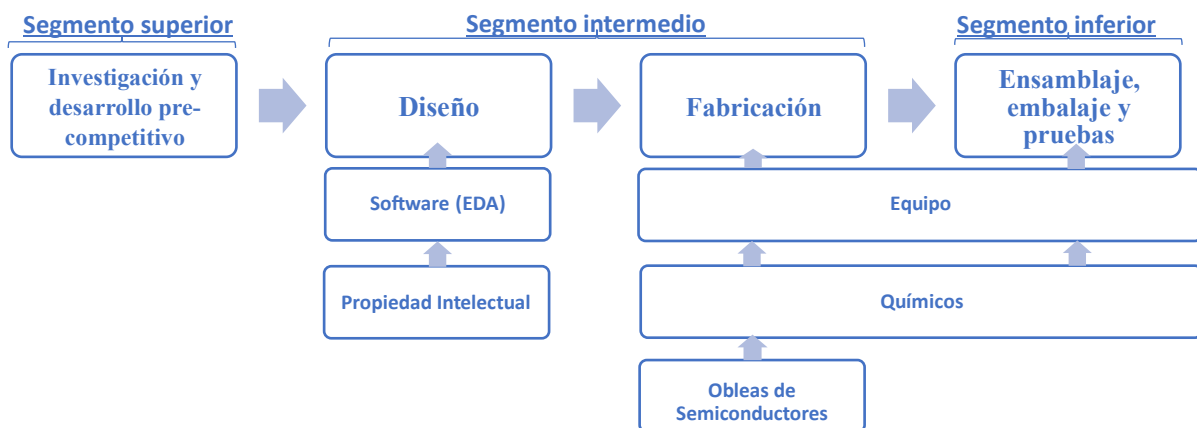 Segmento superior
Segmento intermedio
Segmento inferior
Investigación y
desarrollo pre-
competitivo
Diseño
Fabricación
Ensamblaje,
embalaje y
pruebas
Software (EDA)
Equipo
Propiedad Intelectual
Químicos
Obleas de
Semiconductores